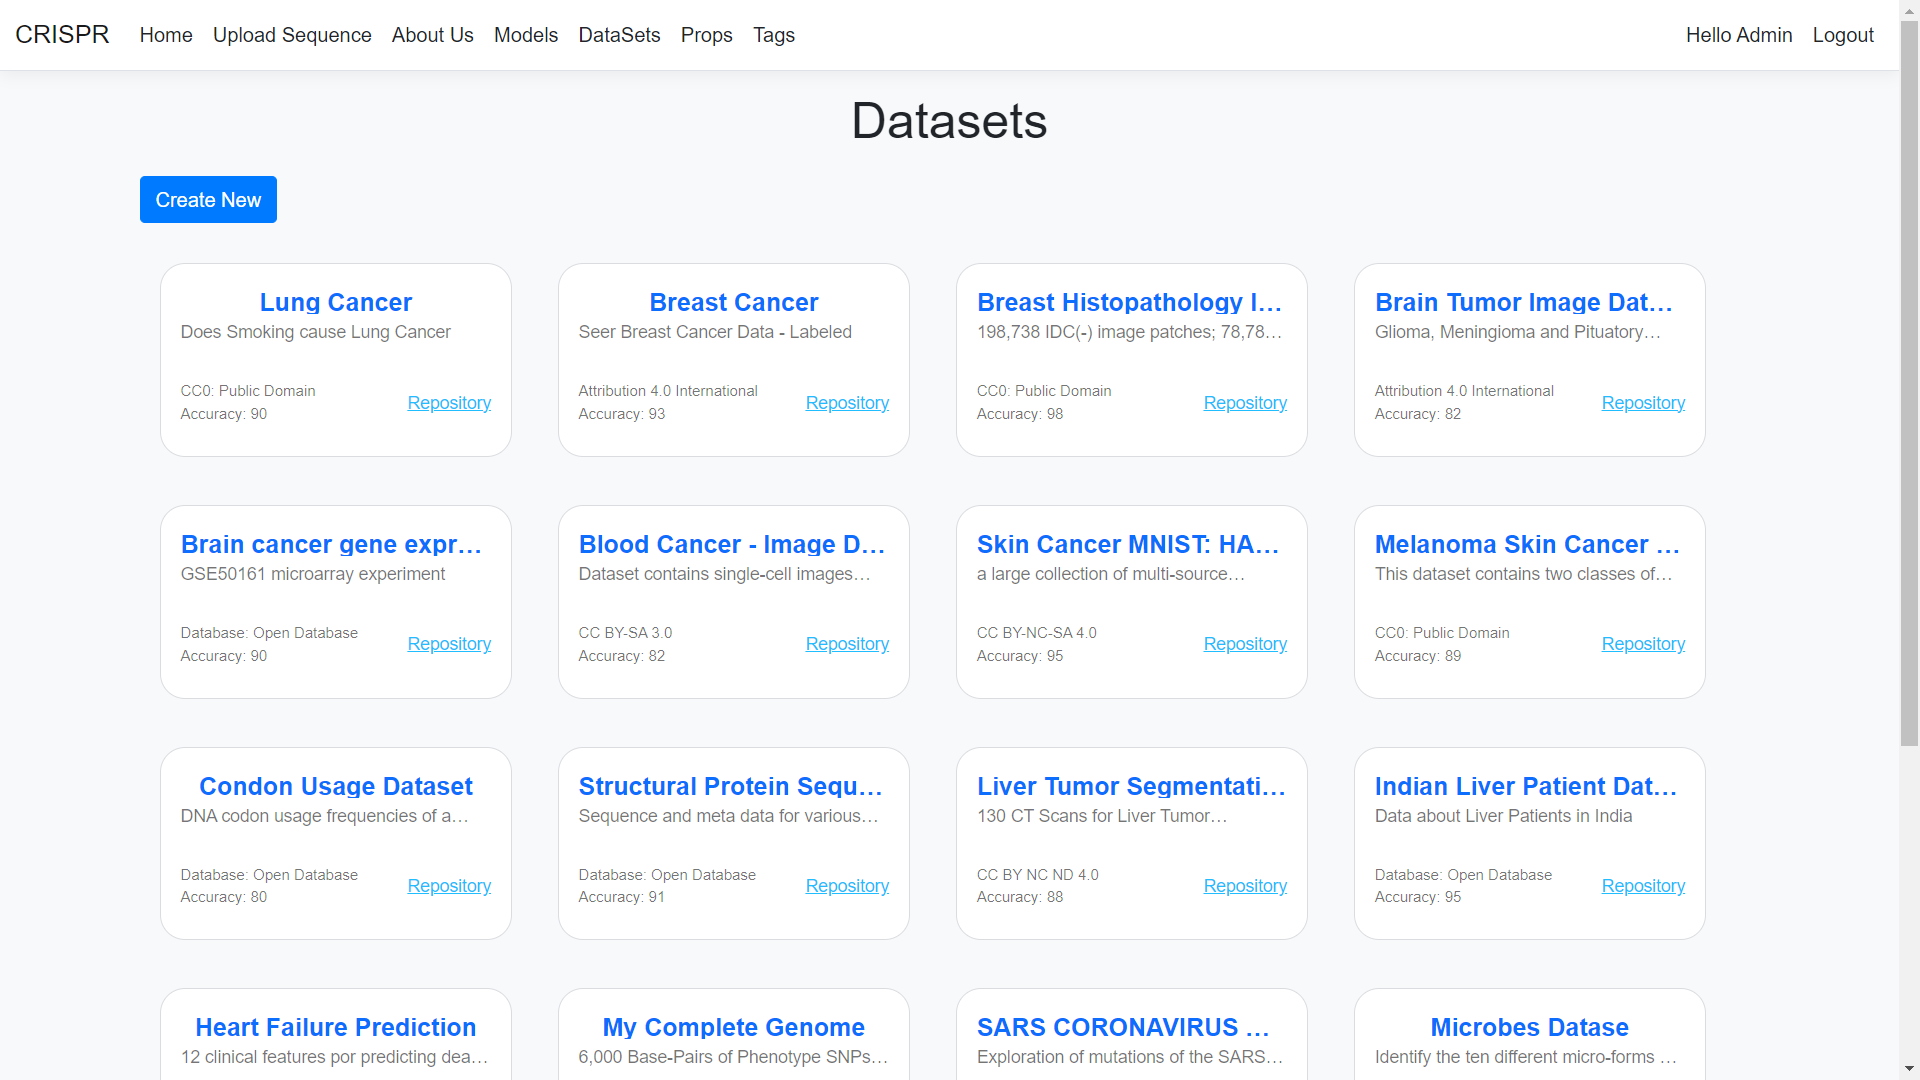 CRISPR Home Upload Sequence About Us Models DataSets Props Tags Hello Admin Logout
Datasets
Create New
Lung Cancer
Does Smoking cause Lung Cancer
CC0: Public Domain
Accuracy: 90
Repository
Breast Cancer
Seer Breast Cancer Data - Labeled
Attribution 4.0 International
Accuracy: 93
Repository
Breast Histopathology I...
198,738 IDC(-) image patches; 78,78...
CC0: Public Domain
Accuracy: 98
Repository
Brain Tumor Image Dat...
Glioma, Meningioma and Pituatory...
Attribution 4.0 International
Accuracy: 82
Repository
Brain cancer gene expr...
GSE50161 microarray experiment
Database: Open Database
Accuracy: 90
Repository
Blood Cancer - Image D...
Dataset contains single-cell images...
CC BY-SA 3.0
Accuracy: 82
Repository
Skin Cancer MNIST: HA...
a large collection of multi-source...
CC BY-NC-SA 4.0
Accuracy: 95
Repository
Melanoma Skin Cancer ...
This dataset contains two classes of...
CC0: Public Domain
Accuracy: 89
Repository
Condon Usage Dataset
DNA codon usage frequencies of a...
Database: Open Database
Accuracy: 80
Repository
Structural Protein Sequ...
Sequence and meta data for various...
Database: Open Database
Accuracy: 91
Repository
Liver Tumor Segmentati...
130 CT Scans for Liver Tumor...
CC BY NC ND 4.0
Accuracy: 88
Repository
Indian Liver Patient Dat...
Data about Liver Patients in India
Database: Open Database
Accuracy: 95
Repository
Heart Failure Prediction
12 clinical features por predicting dea...
My Complete Genome
6,000 Base-Pairs of Phenotype SNPs...
SARS CORONAVIRUS ...
Exploration of mutations of the SARS...
Microbes Datase
Identify the ten different micro-forms ...